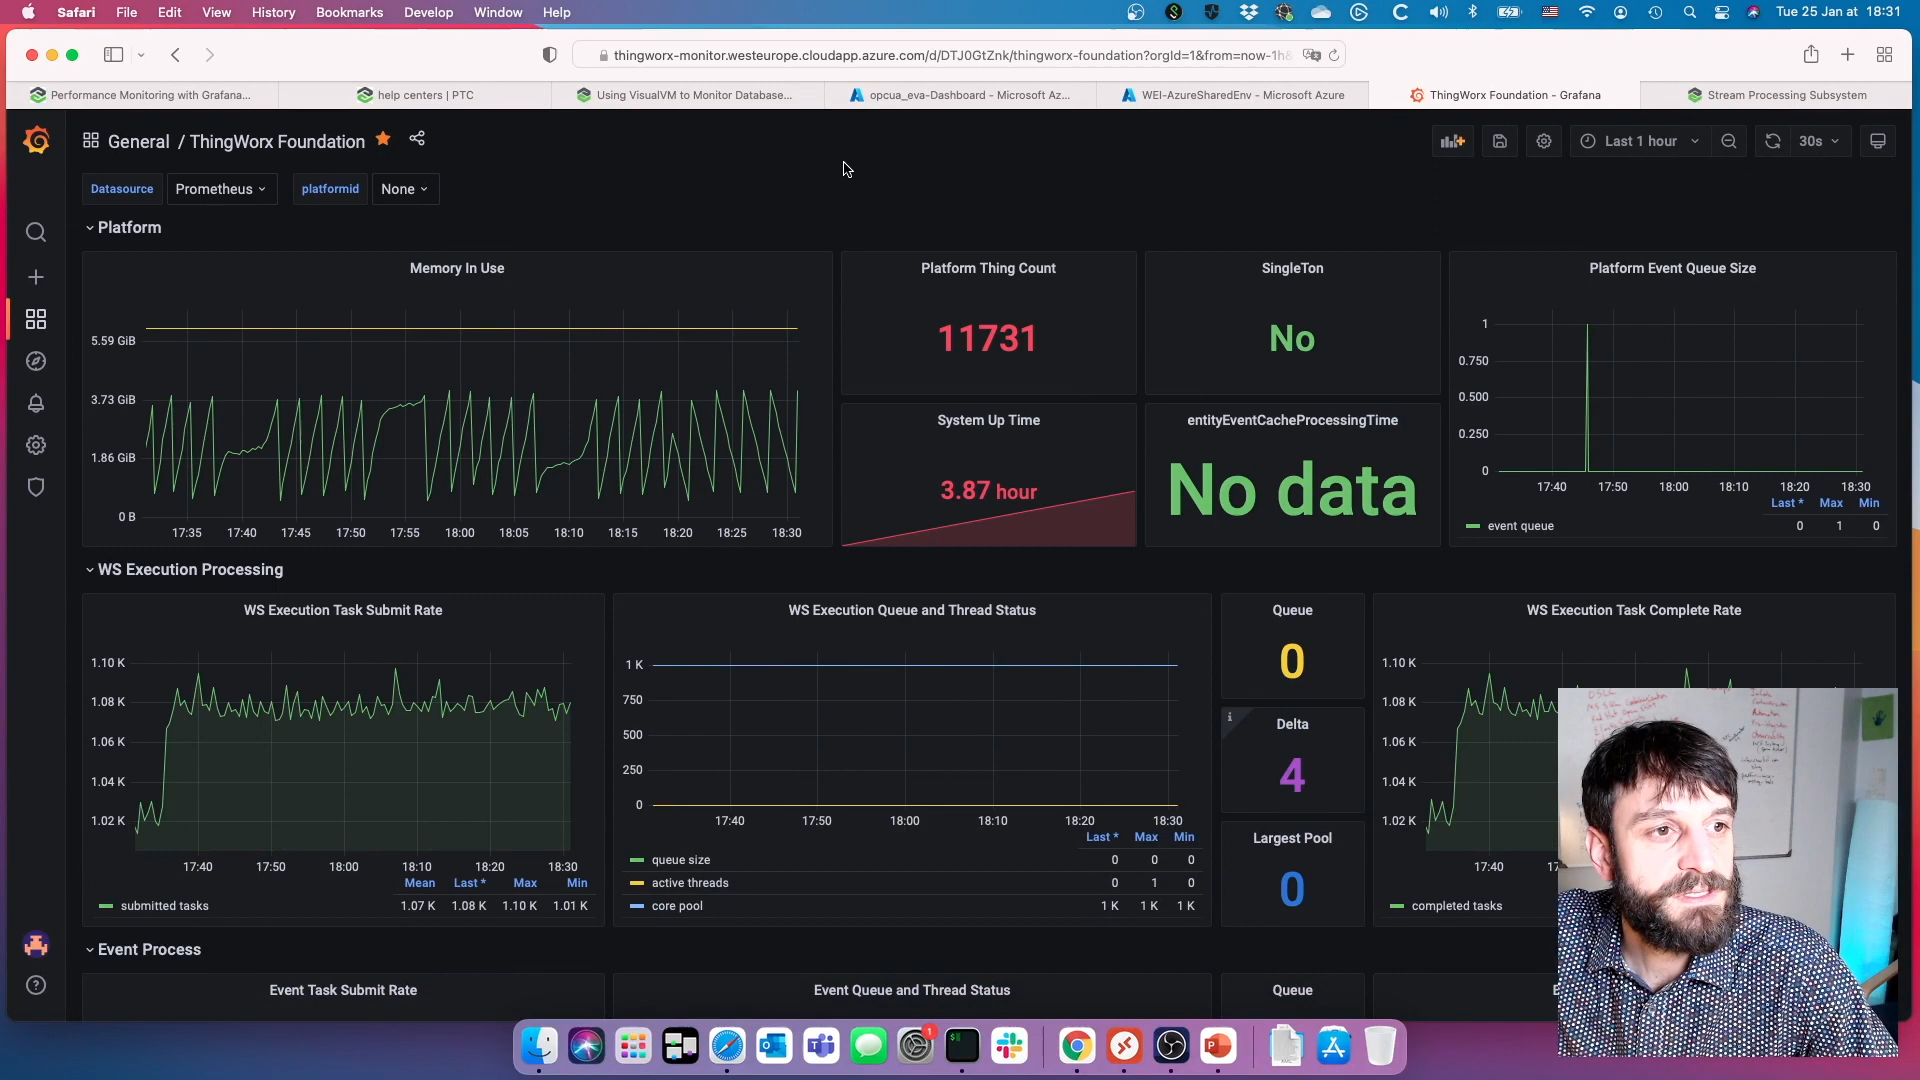 Safari File Edit View History Bookmarks Develop Window Help
Tue 25 Jan at 18:31
thingworx-monitor.westeurope.cloudapp.azure.com/d/DTJ0GtZnk/thingworx-foundation?orgId=1&from=now-1h&
Performance Monitoring with Grafana...
help centers | PTC
Using VisualVM to Monitor Database...
opcua_eva-Dashboard - Microsoft Az...
WEI-AzureSharedEnv - Microsoft Azure
ThingWorx Foundation - Grafana
Stream Processing Subsystem
General / ThingWorx Foundation
Last 1 hour
30s
Datasource Prometheus platformid None
Platform
Memory In Use
5.59 GiB
3.73 GiB
1.86 GiB
0 B
17:35 17:40 17:45 17:50 17:55 18:00 18:05 18:10 18:15 18:20 18:25 18:30
Platform Thing Count
11731
SingleTon
No
System Up Time
3.87 hour
entityEventCacheProcessingTime
No data
Platform Event Queue Size
1
0.750
0.500
0.250
0
17:40 17:50 18:00 18:10 18:20 18:30
Last * Max Min
event queue 0 1 0
WS Execution Processing
WS Execution Task Submit Rate
1.10 K
1.08 K
1.06 K
1.04 K
1.02 K
17:40 17:50 18:00 18:10 18:20 18:30
Mean Last * Max Min
submitted tasks 1.07 K 1.08 K 1.10 K 1.01 K
WS Execution Queue and Thread Status
1 K
750
500
250
0
17:40 17:50 18:00 18:10 18:20 18:30
Last * Max Min
queue size 0 0 0
active threads 0 1 0
core pool 1 K 1 K 1 K
Queue
0
Delta
4
Largest Pool
0
WS Execution Task Complete Rate
1.10 K
1.08 K
1.06 K
1.04 K
1.02 K
17:40
completed tasks
Event Process
Event Task Submit Rate
Event Queue and Thread Status
Queue
1